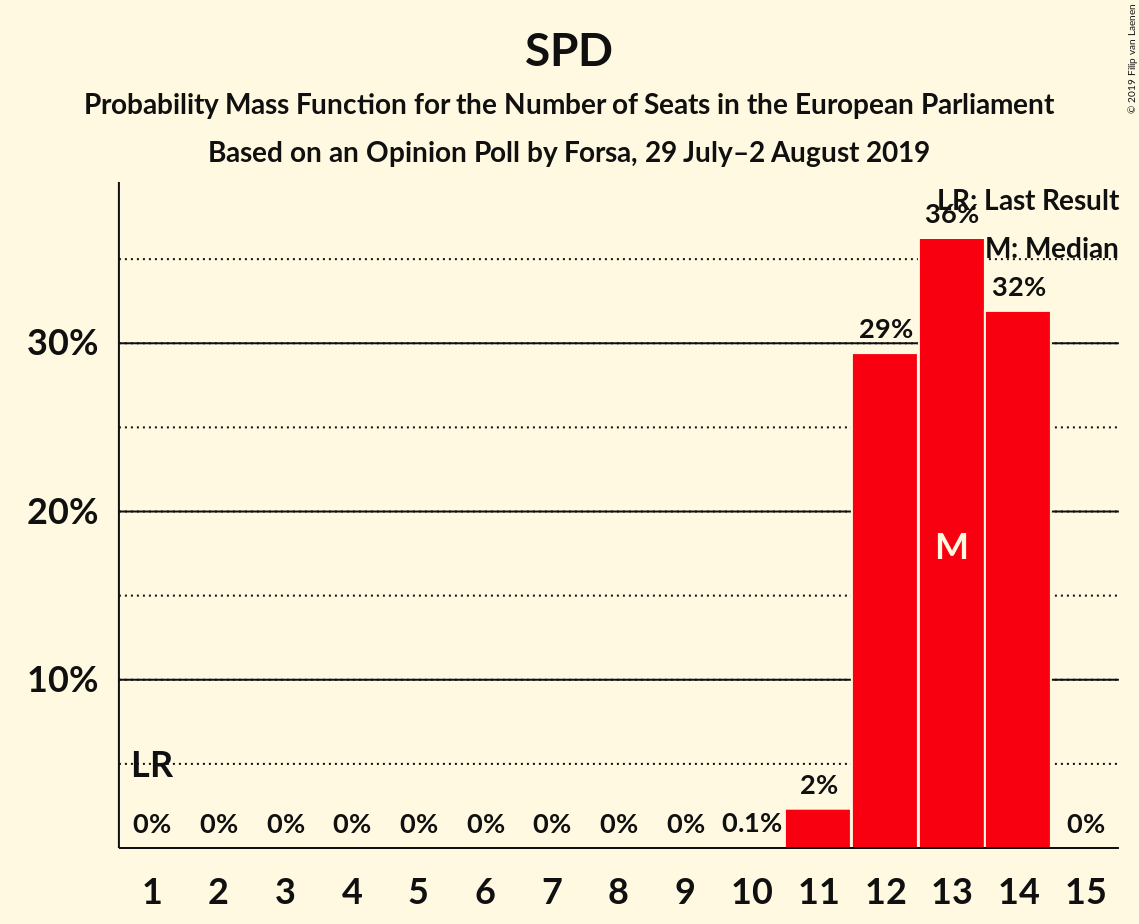 SPD
Probability Mass Function for the Number of Seats in the European Parliament
Based on an Opinion Poll by Forsa, 29 July–2 August 2019
© 2019 Filip van Laenen
LR: Last Result
M: Median
36%
32%
29%
30%
20%
M
10%
LR
2%
0% 0% 0% 0% 0% 0% 0% 0% 0% 0.1% 0%
1 2 3 4 5 6 7 8 9 10 11 12 13 14 15